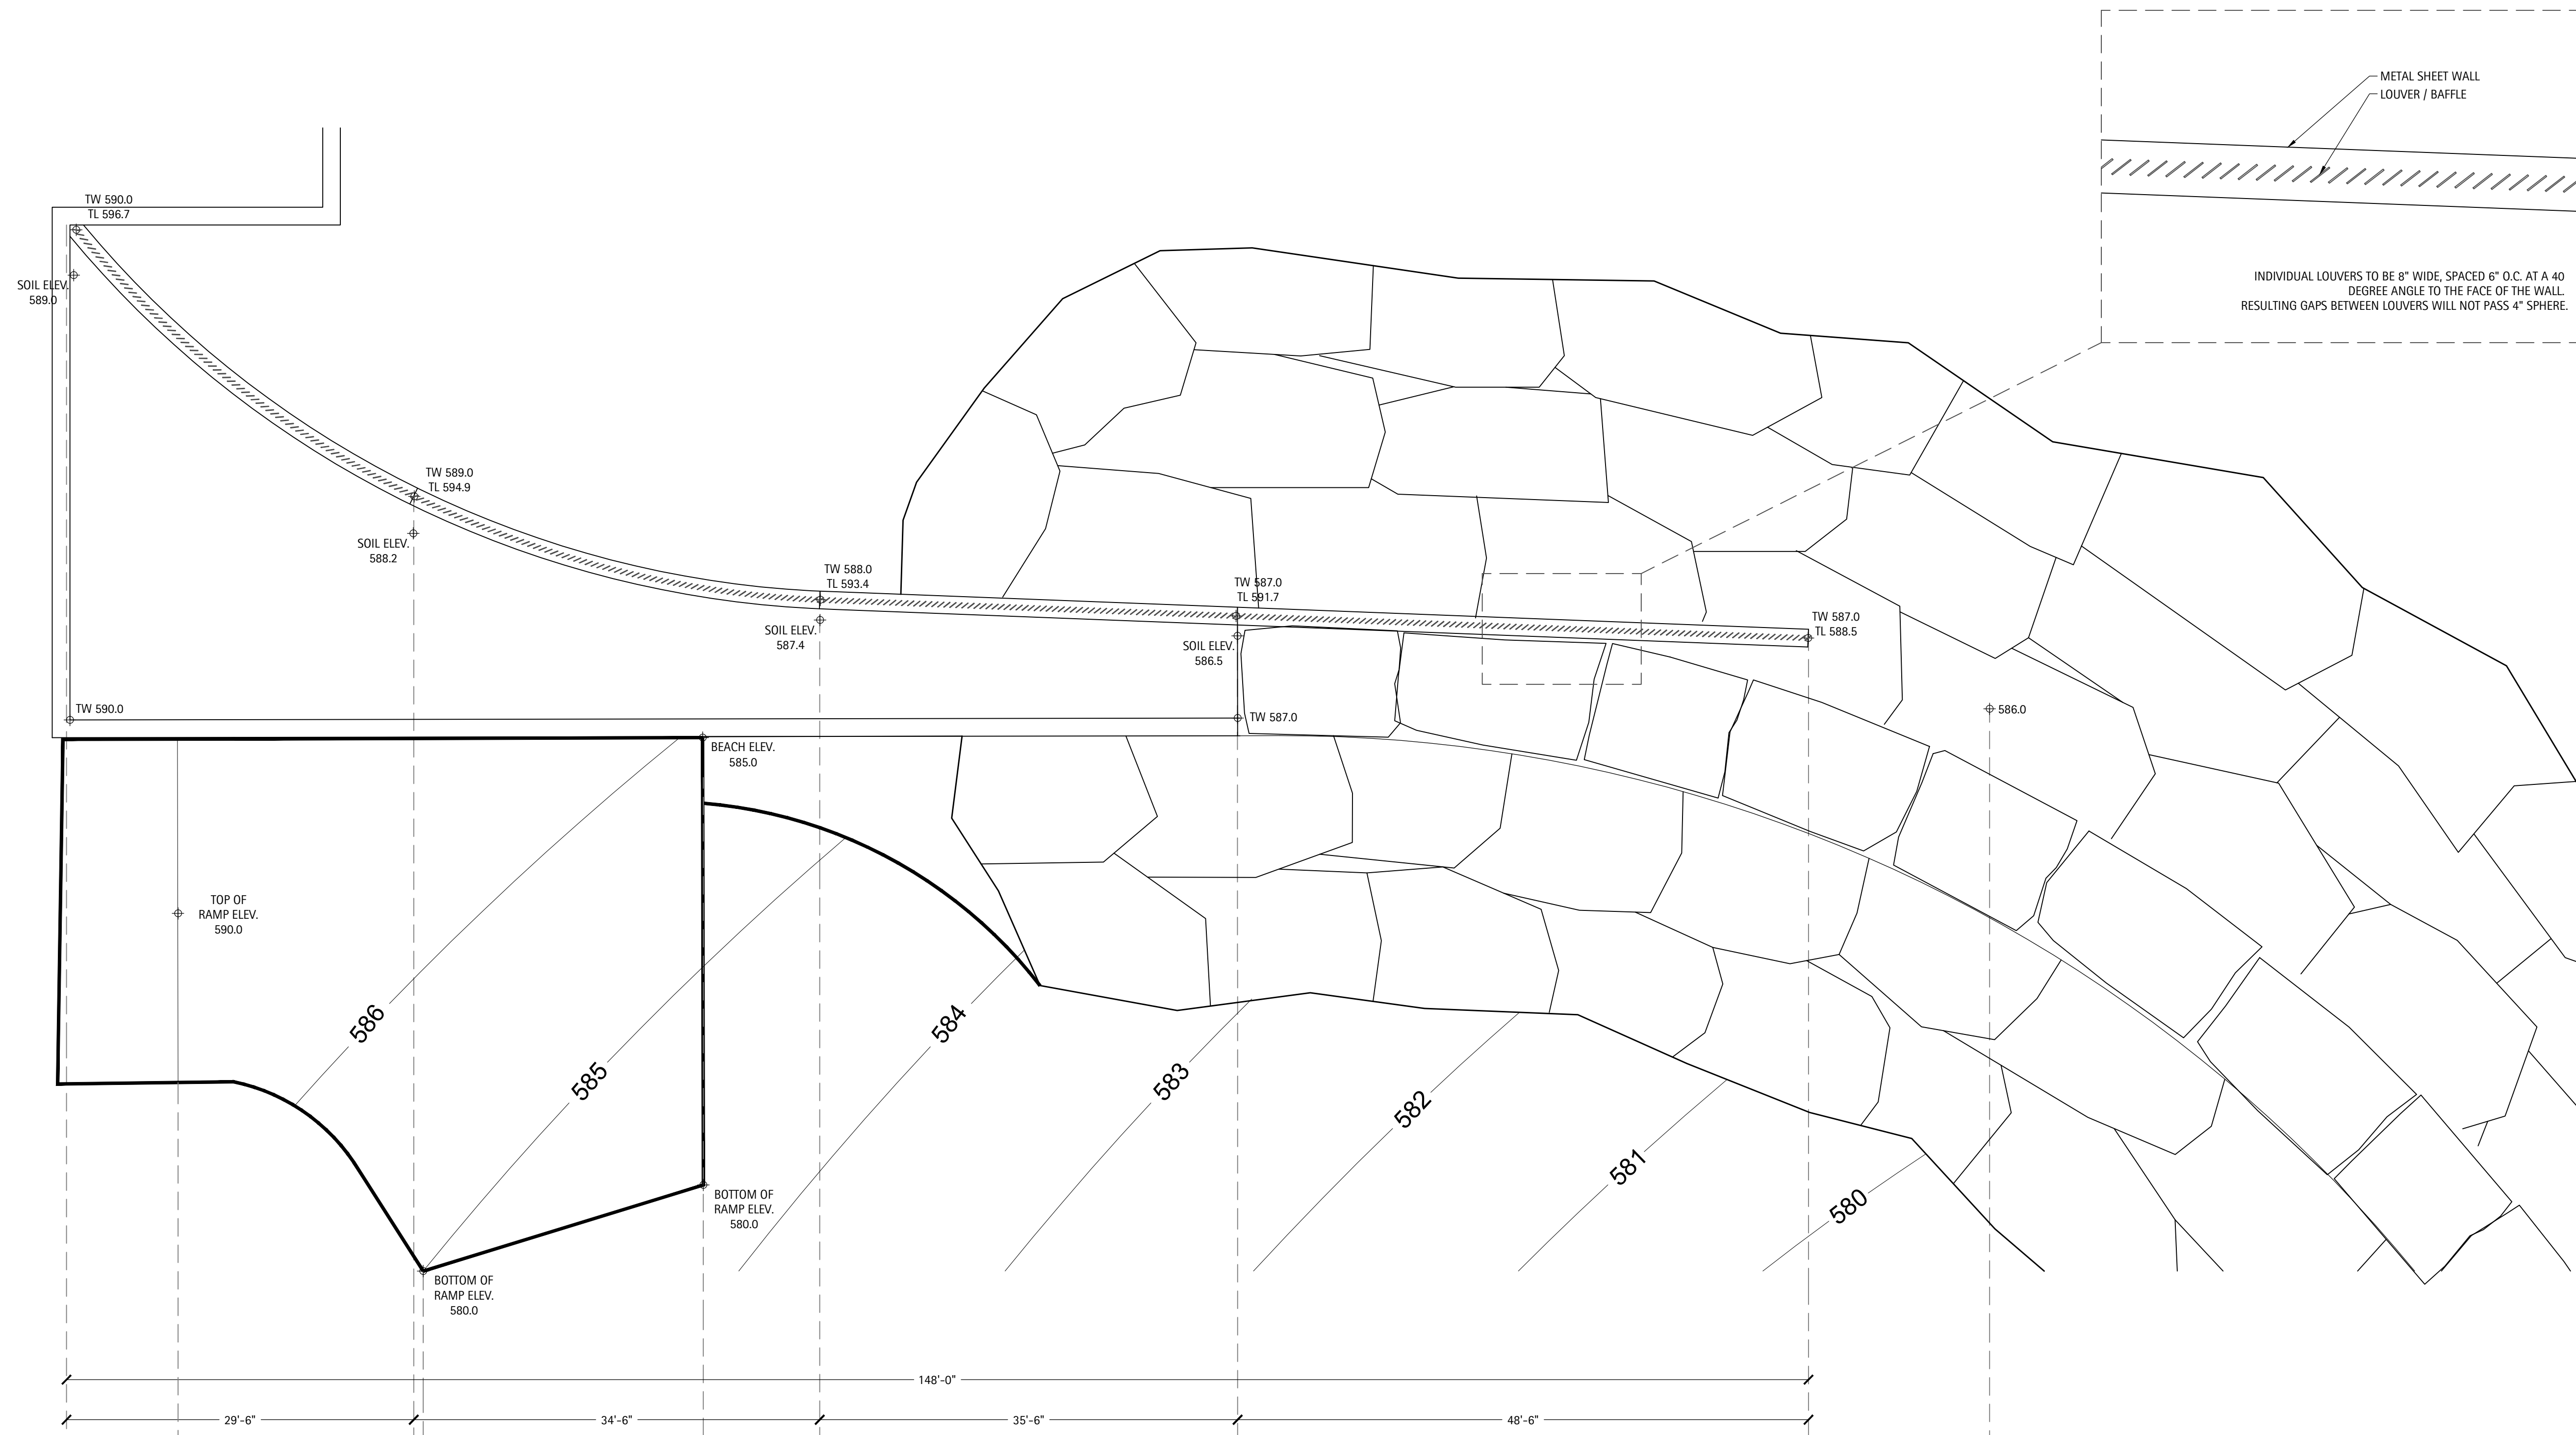 METAL SHEET WALL
LOUVER / BAFFLE
TW 590.0
TL 596.7
SOIL ELEV.
589.0
INDIVIDUAL LOUVERS TO BE 8" WIDE, SPACED 6" O.C. AT A 40
DEGREE ANGLE TO THE FACE OF THE WALL.
RESULTING GAPS BETWEEN LOUVERS WILL NOT PASS 4" SPHERE.
TW 589.0
TL 594.9
SOIL ELEV.
588.2
TW 588.0
TL 593.4
SOIL ELEV.
587.4
TW 587.0
TL 591.7
SOIL ELEV.
586.5
TW 587.0
TL 588.5
586.0
TW 590.0
TW 587.0
BEACH ELEV.
585.0
TOP OF
RAMP ELEV.
590.0
586
585
584
583
582
581
580
BOTTOM OF
RAMP ELEV.
580.0
BOTTOM OF
RAMP ELEV.
580.0
148'-0"
29'-6"
34'-6"
35'-6"
48'-6"